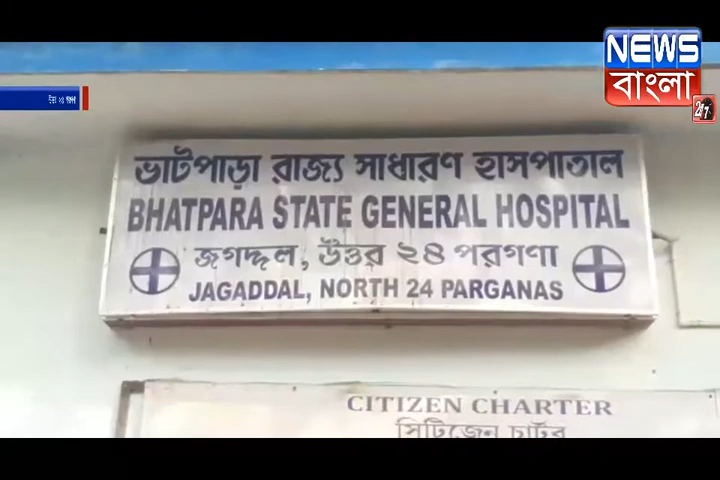 NEWS
বাংলা
24x7
ভাটপাড়া রাজ্য সাধারণ হাসপাতাল
BHATPARA STATE GENERAL HOSPITAL
জগদ্দল, উত্তর ২৪ পরগণা
JAGADDAL, NORTH 24 PARGANAS
CITIZEN CHARTER
সিটিজেন চার্টার